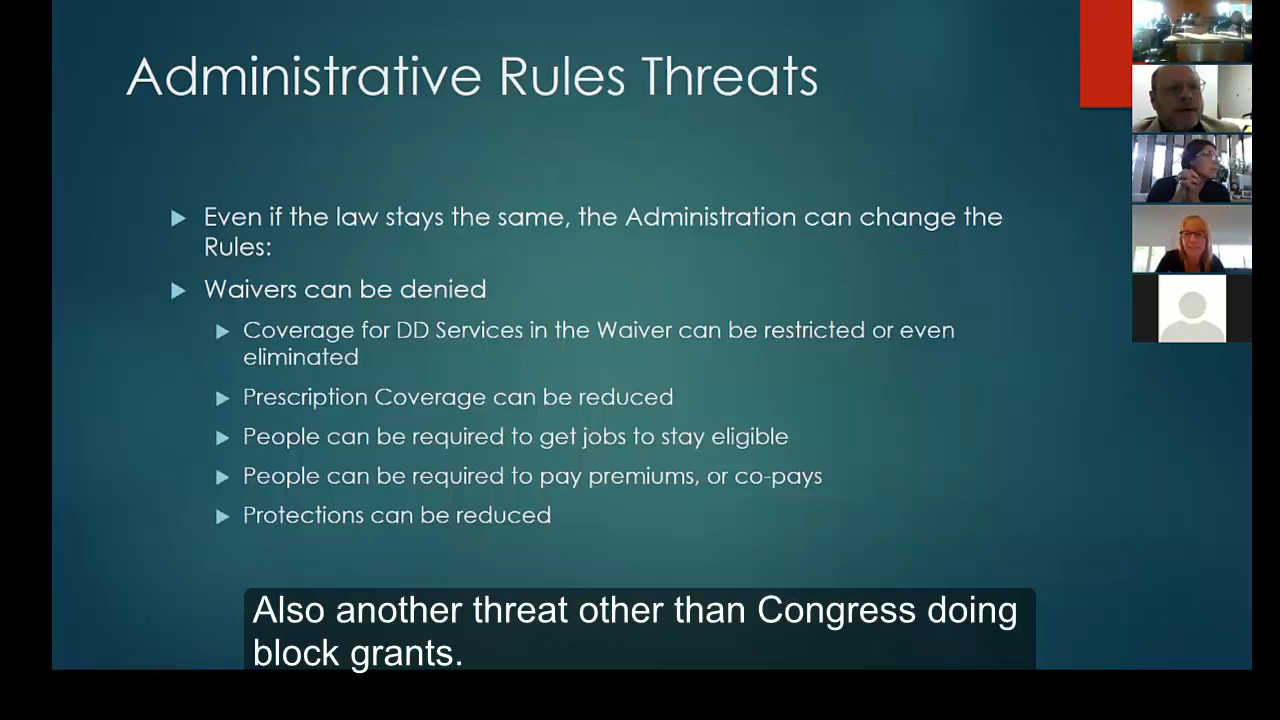 Administrative Rules Threats
Even if the law stays the same, the Administration can change the
Rules:
Waivers can be denied
Coverage for DD Services in the Waiver can be restricted or even
eliminated
Prescription Coverage can be reduced
People can be required to get jobs to stay eligible
People can be required to pay premiums, or co-pays
Protections can be reduced
Also another threat other than Congress doing
block grants.